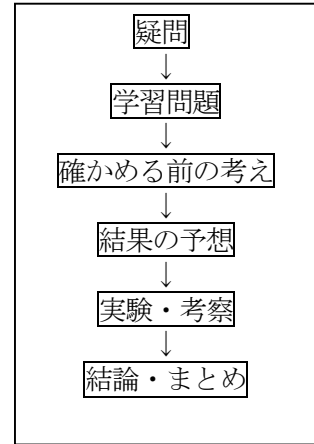 疑問
↓
学習問題
↓
確かめる前の考え
↓
結果の予想
↓
実験・考察
↓
結論・まとめ